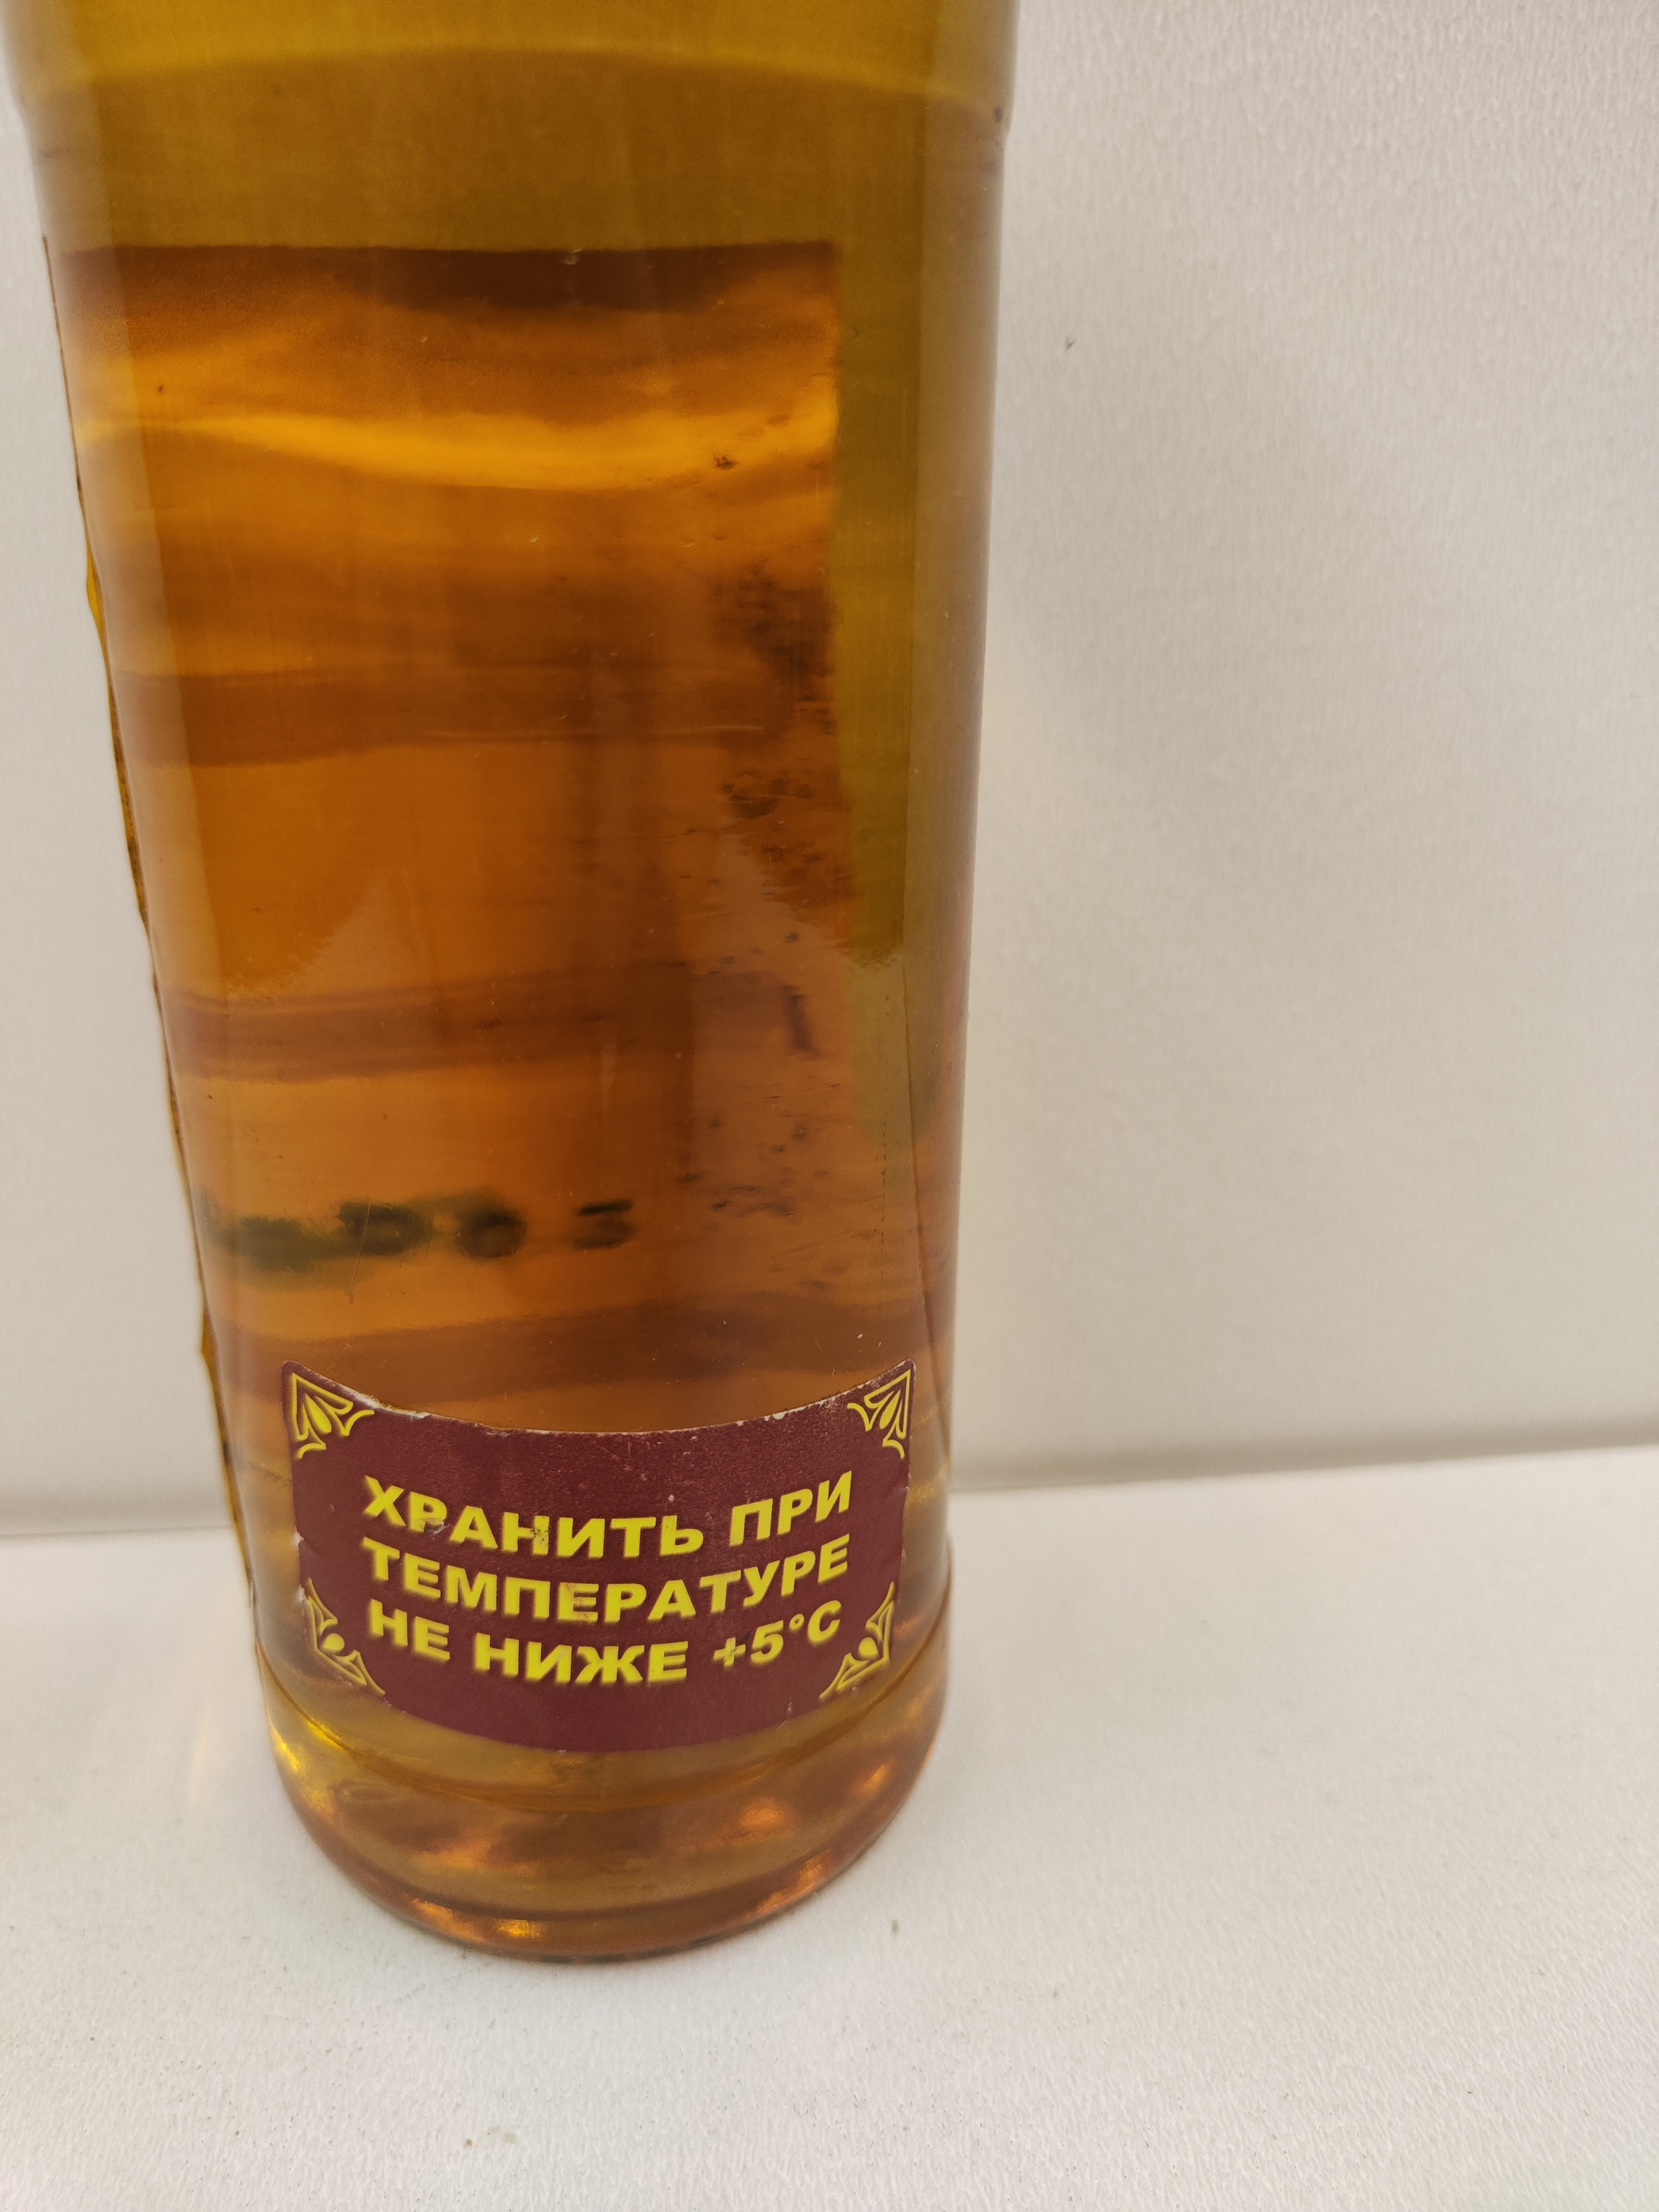 ХРАНИТЬ ПРИ
ТЕМПЕРАТУРЕ
НЕ НИЖЕ +5°С